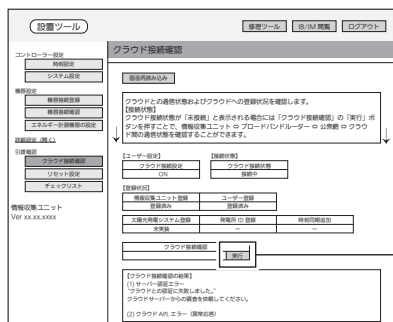 設置ツール
修理ツール
IB/IM 閲覧
ログアウト
クラウド接続確認
コントローラー設定
時刻設定
システム設定
機器設定
機器接続登録
機器接続確認
エネルギー計測機器の設定
詳細設定（開く）
引渡確認
クラウド接続確認
リセット設定
チェックリスト
情報収集ユニット
Ver xx.xx.xxxx
画面再読み込み
クラウドとの通信状態およびクラウドへの登録状況を確認します。
【接続状態】
クラウド接続状態が「未接続」と表示される場合には「クラウド接続確認」の「実行」ボ
タンを押すことで、情報収集ユニット ⇔ ブロードバンドルーター ⇔ 公衆網 ⇔ クラウ
ド間の通信状態を確認することができます。
【ユーザー設定】 【接続状態】
クラウド接続設定 クラウド接続状態
ON 接続中
【登録状況】
情報収集ユニット登録 ユーザー登録
登録済み 登録済み
太陽光発電システム登録 発電所 ID 登録 時刻同期追加
未実装 ー ー
クラウド接続確認
実行
【クラウド接続確認の結果】
(1) サーバー認証エラー
"クラウドとの認証に失敗しました。"
クラウドサーバーからの調査を依頼してください。
(2) クラウド API エラー（異常応答）